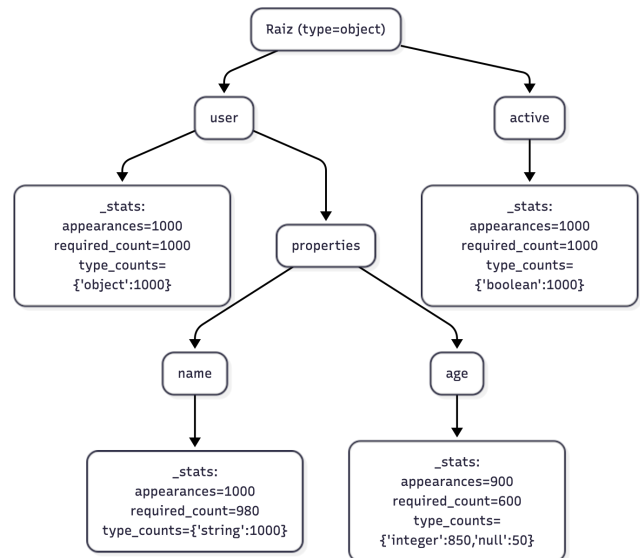 Raiz (type=object)
user
active
_stats:
appearances=1000
required_count=1000
type_counts=
{'object':1000}
properties
_stats:
appearances=1000
required_count=1000
type_counts=
{'boolean':1000}
name
age
_stats:
appearances=1000
required_count=980
type_counts={'string':1000}
_stats:
appearances=900
required_count=600
type_counts=
{'integer':850,'null':50}